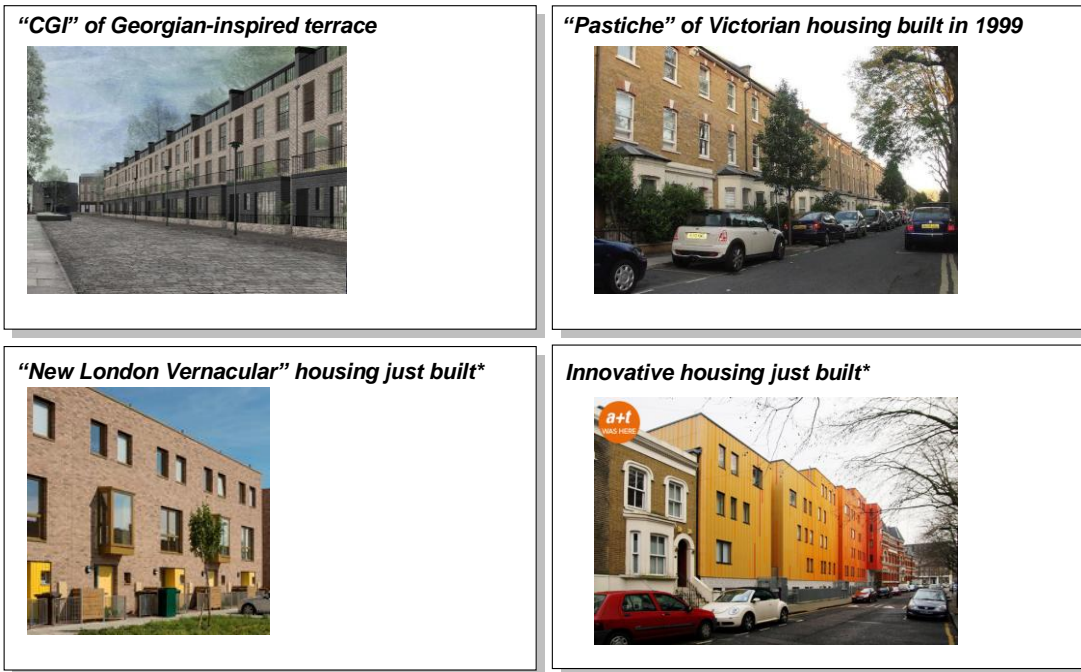 “CGI” of Georgian-inspired terrace
“Pastiche” of Victorian housing built in 1999
“New London Vernacular” housing just built*
Innovative housing just built*
a+t
WAS HERE